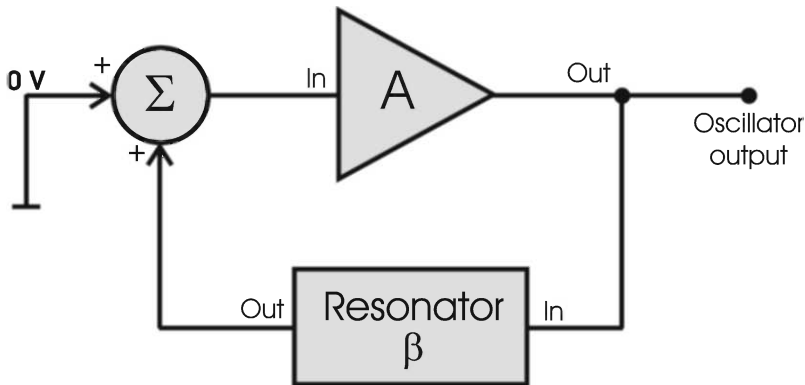 +
0 V
Σ
In
A
Out
Oscillator
output
+
Out
Resonator
β
In